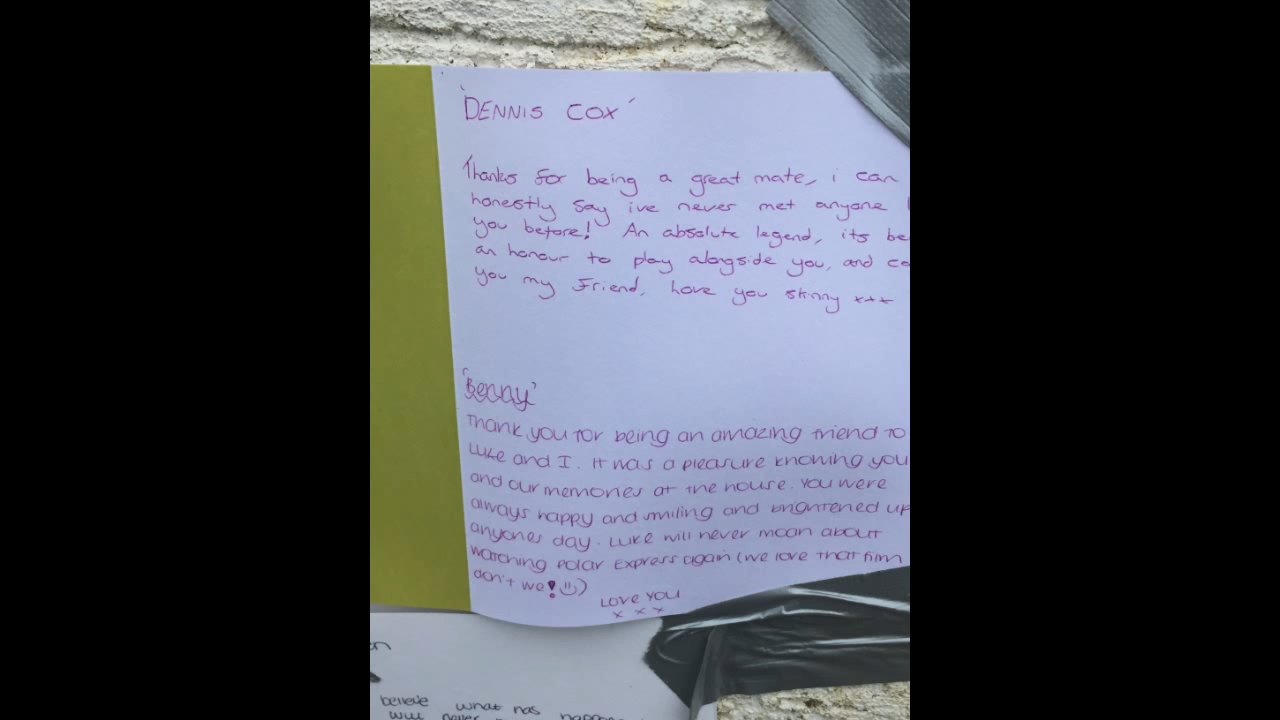 'DENNIS COX'
Thanks for being a great mate, i can
honestly say ive never met anyone
you before! An absolute legend, its be
an honour to play alongside you, and co
you my Friend, Love you skinny xxx
'Benny'
Thank you for being an amazing friend to
Luke and I. It was a pleasure knowing you
and our memories at the house. You were
always happy and smiling and brightened up
anyones day. Luke will never moan about
watching Polar Express again (we love that film
don't we! :))
LOVE YOU
x x x
believe what has happen
will never